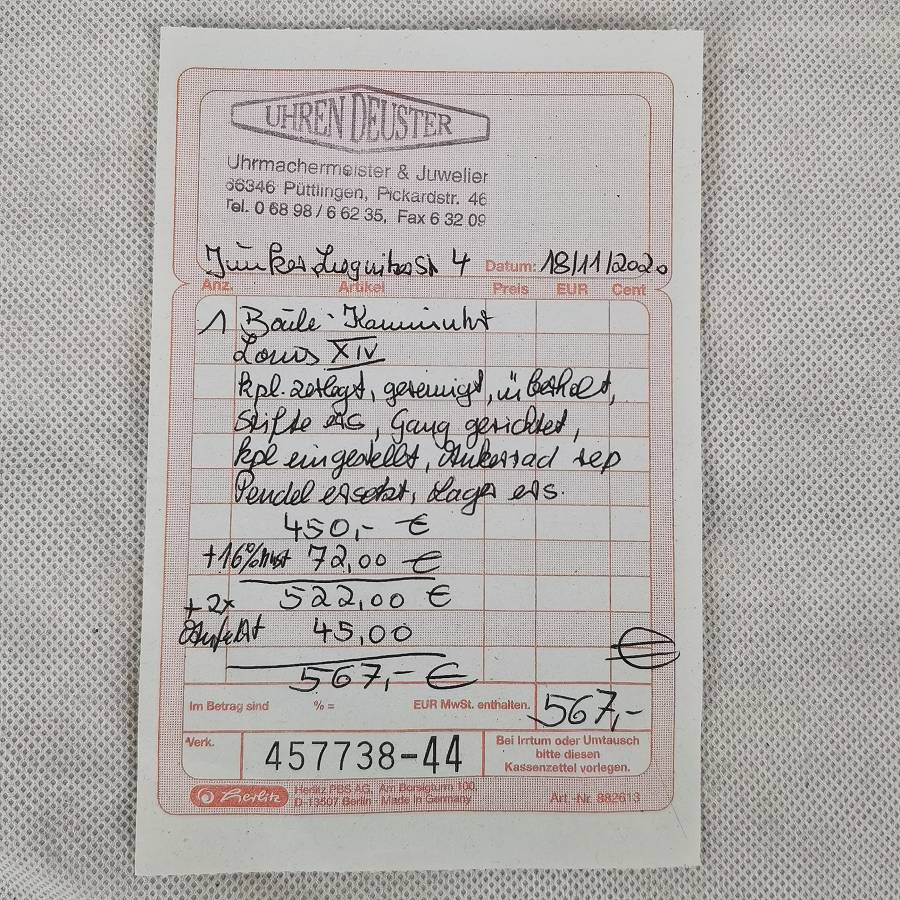 UHREN DEUSTER
Uhrmachermeister & Juwelier
66346 Püttlingen, Pickardstr. 46
Tel. 0 68 98 / 6 62 35, Fax 6 32 09
4 Datum: 18/11/2020
Anz. Artikel Preis EUR Cent
1 Boule-Kaminuhr
Louis XIV
kpl. zerlegt, gereinigt, überholt,
Stifte ers, Gang gerichtet,
kpl eingestellt, Ankerrad rep
Pendel ersetzt, Lager ers.
450,- €
+16% Mwst 72,00 €
522,00 €
+ 2x
Anfahrt 45,00
€
567,- €
Im Betrag sind % = EUR MwSt. enthalten. 567,-
Verk. 457738-44
Bei Irrtum oder Umtausch
bitte diesen
Kassenzettel vorlegen.
herlitz
Herlitz PBS AG, Am Borsigturm 100,
D-13507 Berlin - Made in Germany
Art.-Nr. 882613